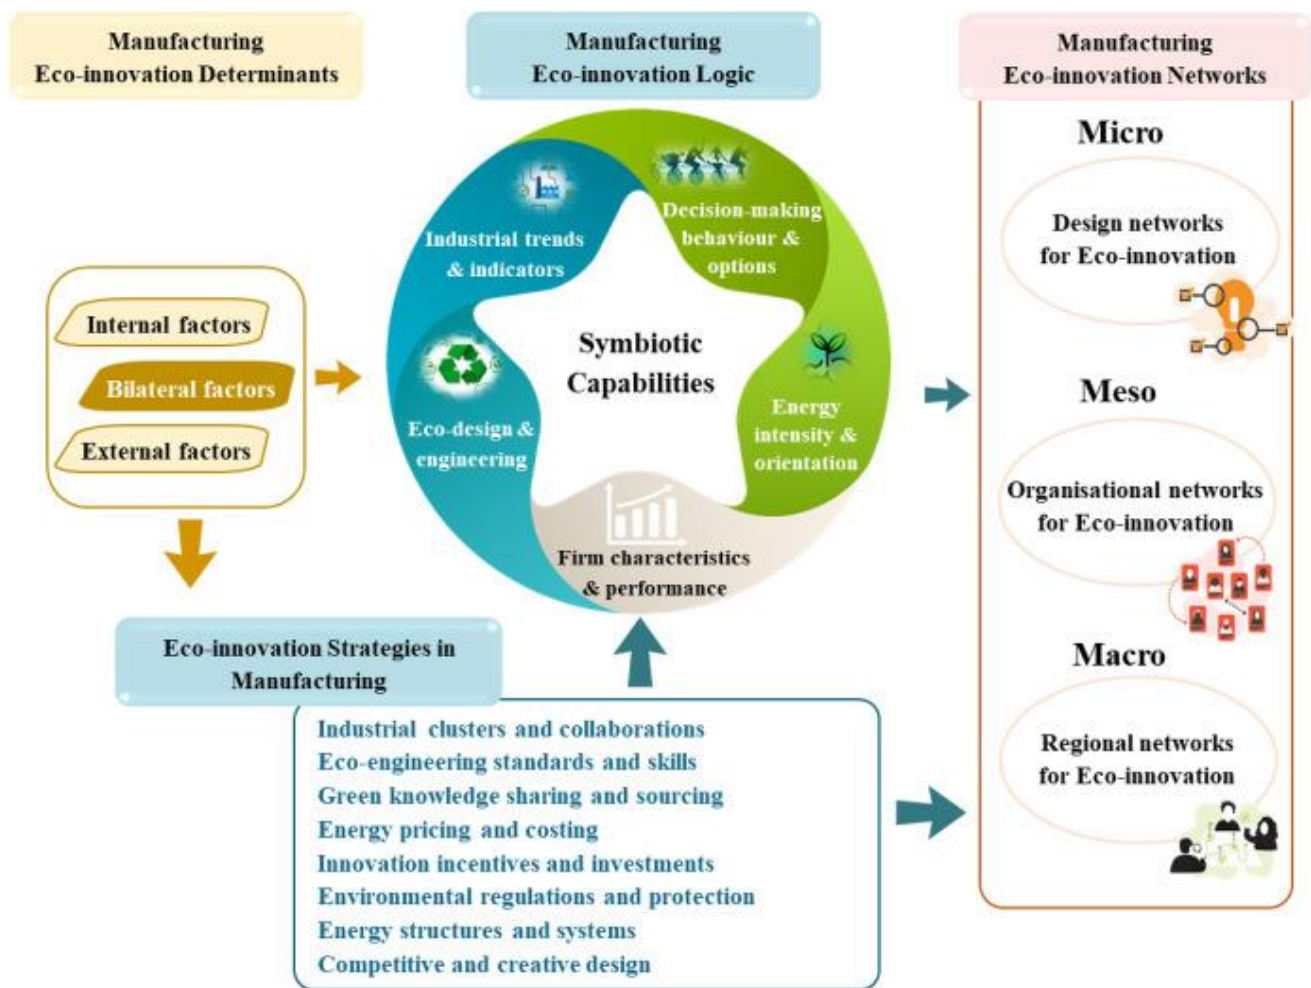 Manufacturing
Eco-innovation Determinants
Manufacturing
Eco-innovation Logic
Manufacturing
Eco-innovation Networks
Internal factors
Bilateral factors
External factors
Industrial trends
& indicators
Decision-making
behaviour &
options
Symbiotic
Capabilities
Eco-design &
engineering
Energy
intensity &
orientation
Firm characteristics
& performance
Micro
Design networks
for Eco-innovation
Meso
Organisational networks
for Eco-innovation
Macro
Regional networks
for Eco-innovation
Eco-innovation Strategies in
Manufacturing
Industrial clusters and collaborations
Eco-engineering standards and skills
Green knowledge sharing and sourcing
Energy pricing and costing
Innovation incentives and investments
Environmental regulations and protection
Energy structures and systems
Competitive and creative design